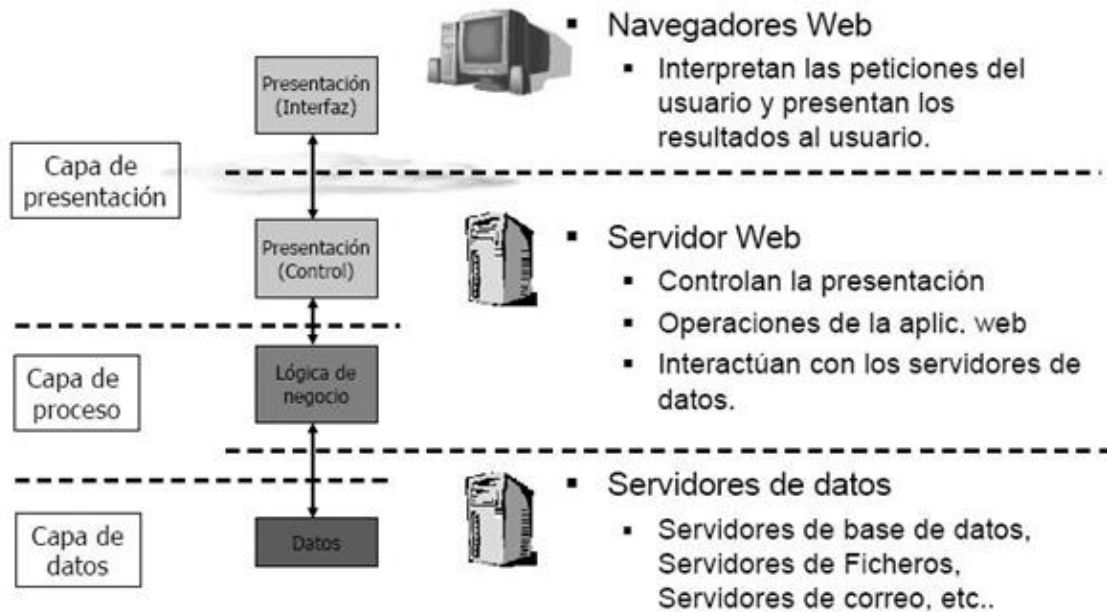 Navegadores Web
Interpretan las peticiones del
usuario y presentan los
resultados al usuario.
Presentación
(Interfaz)
Capa de
presentación
Presentación
(Control)
Servidor Web
Controlan la presentación
Operaciones de la aplic. web
Interactúan con los servidores de
datos.
Capa de
proceso
Lógica de
negocio
Servidores de datos
Servidores de base de datos,
Servidores de Ficheros,
Servidores de correo, etc..
Capa de
datos
Datos